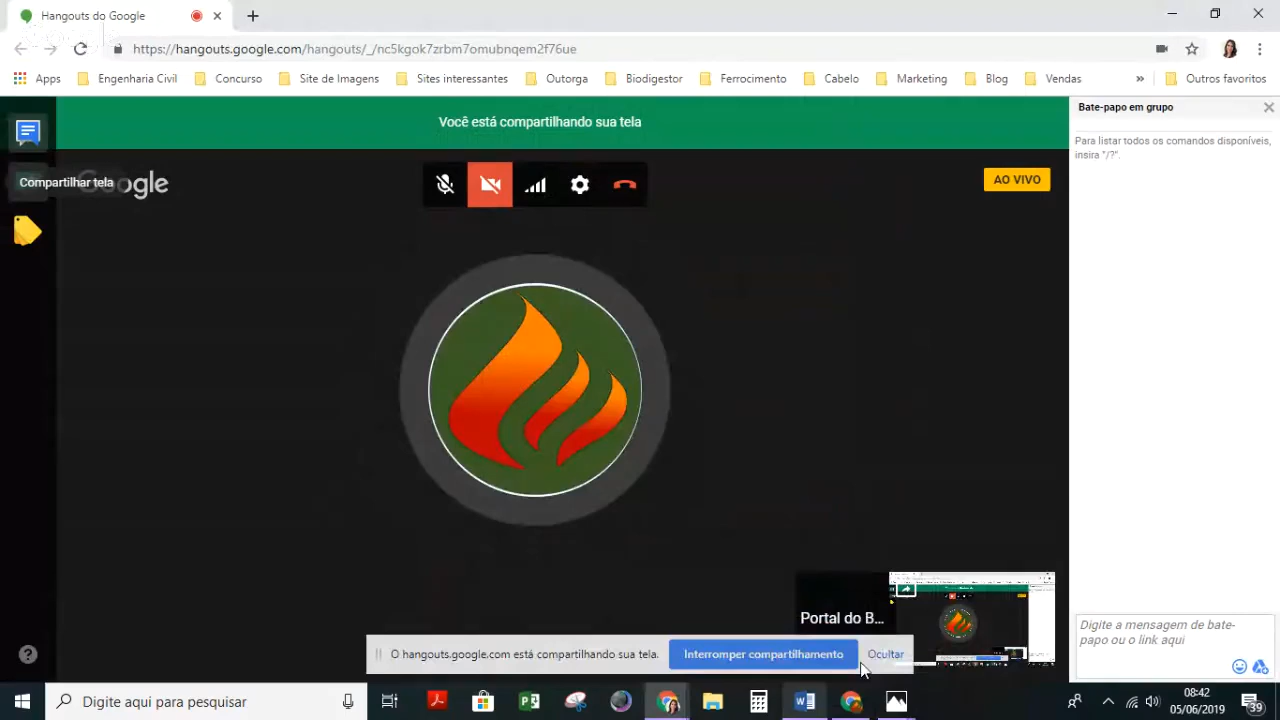 Hangouts do Google
https://hangouts.google.com/hangouts/_/nc5kgok7zrbm7omubnqem2f76ue
Apps Engenharia Civil Concurso Site de Imagens Sites interessantes Outorga Biodigestor Ferrocimento Cabelo Marketing Blog Vendas » Outros favoritos
Você está compartilhando sua tela
Bate-papo em grupo
Para listar todos os comandos disponíveis,
insira "/?".
Compartilhar tela
Google
AO VIVO
Portal do B...
O hangouts.google.com está compartilhando sua tela.
Interromper compartilhamento
Ocultar
Digite a mensagem de bate-
papo ou o link aqui
Digite aqui para pesquisar
08:42
05/06/2019
39